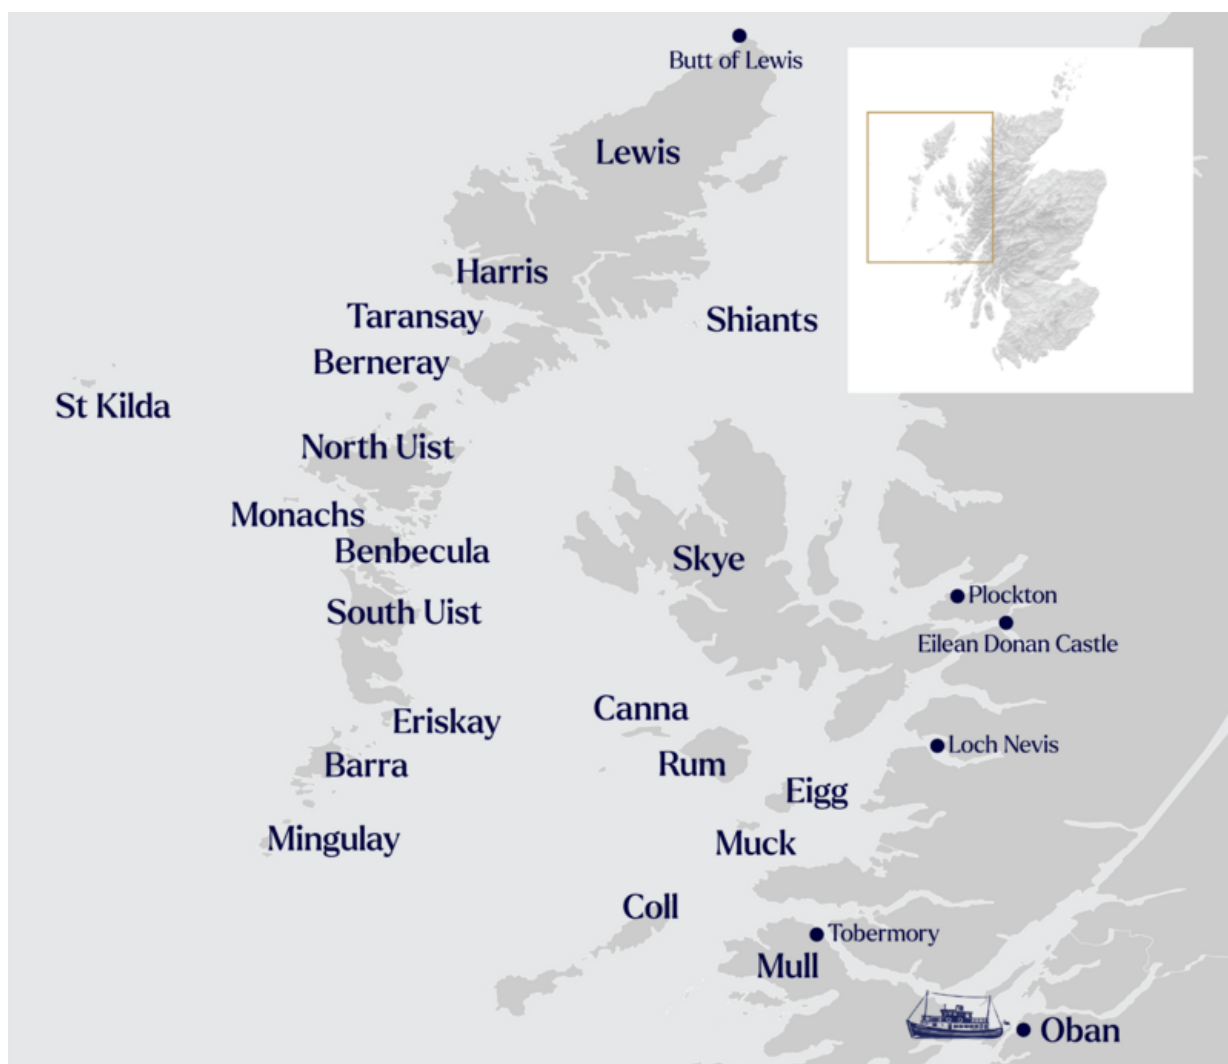 Butt of Lewis
Lewis
Harris
Taransay
Shiants
Berneray
St Kilda
North Uist
Monachs
Benbecula
Skye
Plockton
South Uist
Eilean Donan Castle
Canna
Eriskay
Loch Nevis
Rum
Barra
Eigg
Mingulay
Muck
Coll
Tobermory
Mull
Oban